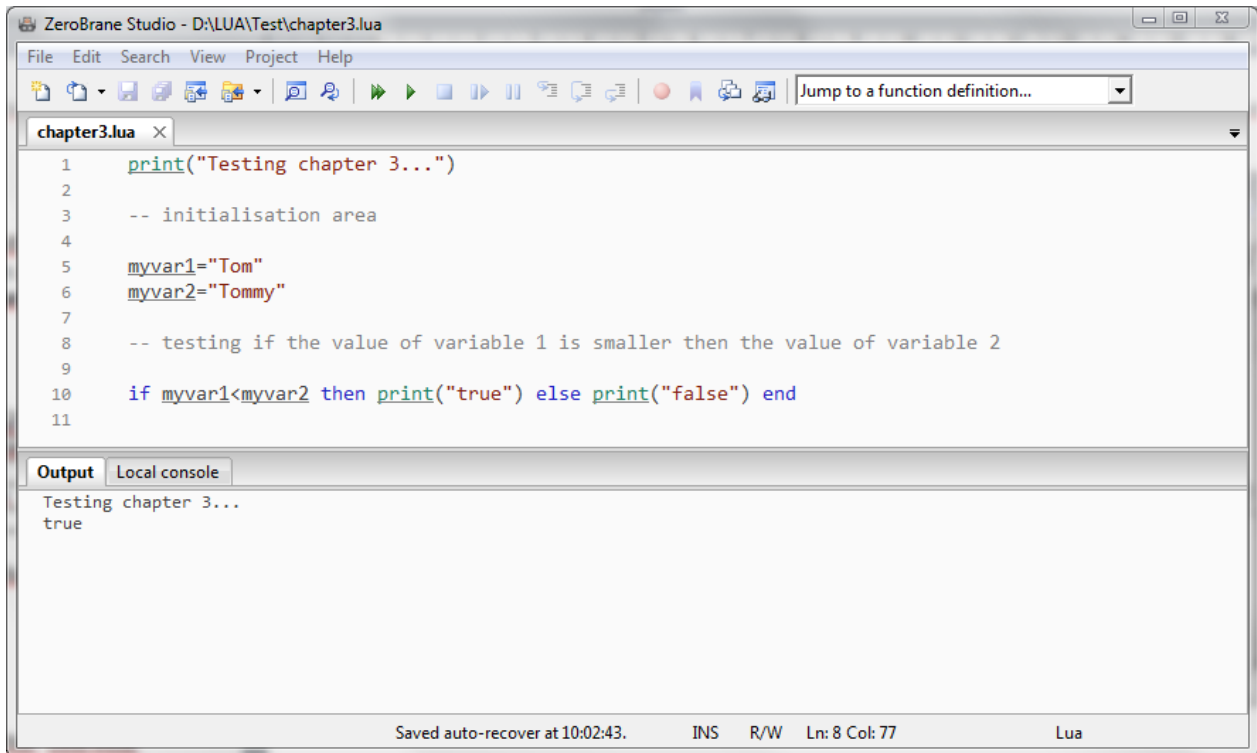 ZeroBrane Studio - D:\LUA\Test\chapter3.lua
File Edit Search View Project Help
Jump to a function definition...
chapter3.lua
1 print("Testing chapter 3...")
2
3 -- initialisation area
4
5 myvar1="Tom"
6 myvar2="Tommy"
7
8 -- testing if the value of variable 1 is smaller then the value of variable 2
9
10 if myvar1<myvar2 then print("true") else print("false") end
11
Output Local console
Testing chapter 3...
true
Saved auto-recover at 10:02:43. INS R/W Ln: 8 Col: 77 Lua